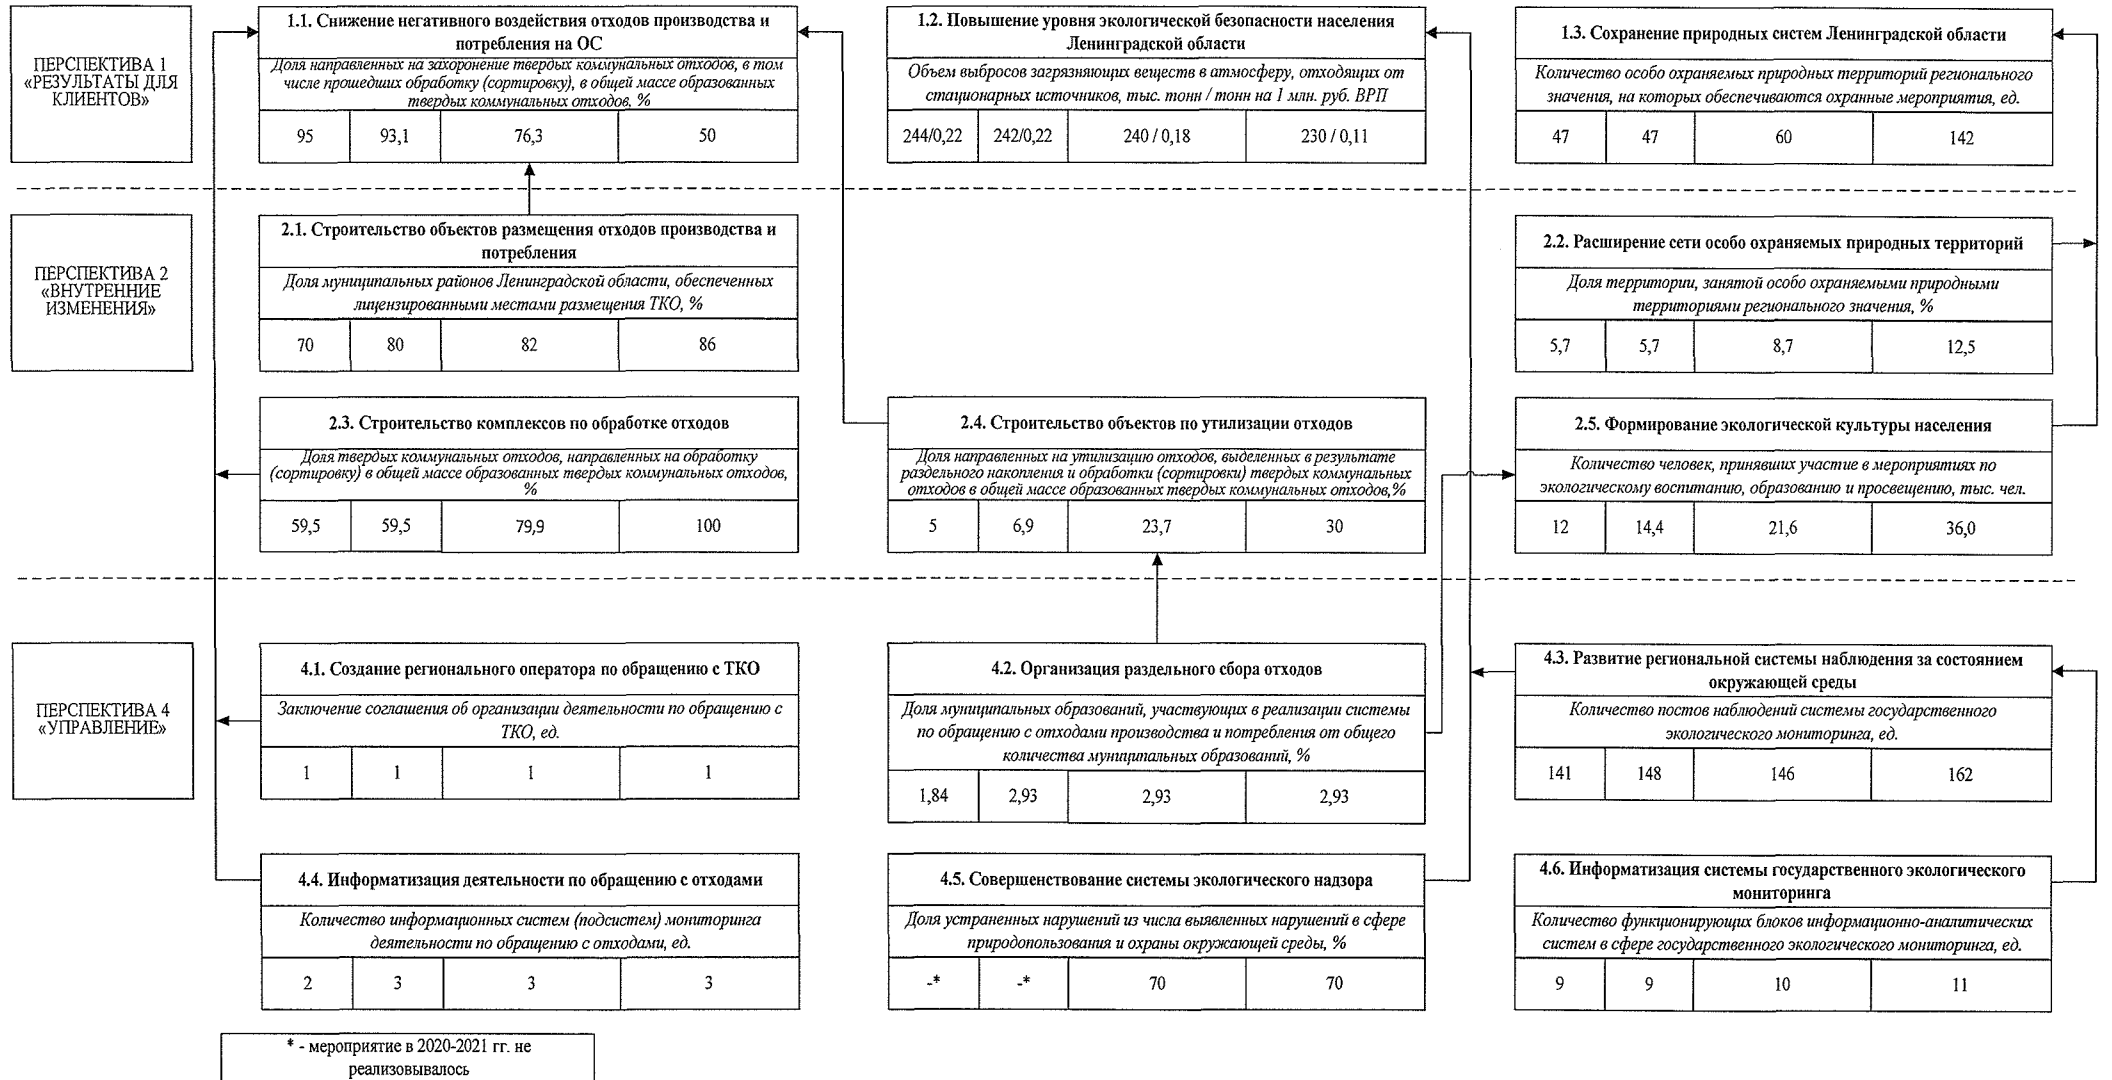 ПЕРСПЕКТИВА 1
«РЕЗУЛЬТАТЫ ДЛЯ
КЛИЕНТОВ»
1.1. Снижение негативного воздействия отходов производства и
потребления на ОС
Доля направленных на захоронение твердых коммунальных отходов, в том
числе прошедших обработку (сортировку), в общей массе образованных
твердых коммунальных отходов, %
95 93,1 76,3 50
1.2. Повышение уровня экологической безопасности населения
Ленинградской области
Объем выбросов загрязняющих веществ в атмосферу, отходящих от
стационарных источников, тыс. тонн / тонн на 1 млн. руб. ВРП
244/0,22 242/0,22 240 / 0,18 230 / 0,11
1.3. Сохранение природных систем Ленинградской области
Количество особо охраняемых природных территорий регионального
значения, на которых обеспечиваются охранные мероприятия, ед.
47 47 60 142
ПЕРСПЕКТИВА 2
«ВНУТРЕННИЕ
ИЗМЕНЕНИЯ»
2.1. Строительство объектов размещения отходов производства и
потребления
Доля муниципальных районов Ленинградской области, обеспеченных
лицензированными местами размещения ТКО, %
70 80 82 86
2.2. Расширение сети особо охраняемых природных территорий
Доля территории, занятой особо охраняемыми природными
территориями регионального значения, %
5,7 5,7 8,7 12,5
2.3. Строительство комплексов по обработке отходов
Доля твердых коммунальных отходов, направленных на обработку
(сортировку) в общей массе образованных твердых коммунальных отходов,
%
59,5 59,5 79,9 100
2.4. Строительство объектов по утилизации отходов
Доля направленных на утилизацию отходов, выделенных в результате
раздельного накопления и обработки (сортировки) твердых коммунальных
отходов в общей массе образованных твердых коммунальных отходов,%
5 6,9 23,7 30
2.5. Формирование экологической культуры населения
Количество человек, принявших участие в мероприятиях по
экологическому воспитанию, образованию и просвещению, тыс. чел.
12 14,4 21,6 36,0
ПЕРСПЕКТИВА 4
«УПРАВЛЕНИЕ»
4.1. Создание регионального оператора по обращению с ТКО
Заключение соглашения об организации деятельности по обращению с
ТКО, ед.
1 1 1 1
4.2. Организация раздельного сбора отходов
Доля муниципальных образований, участвующих в реализации системы
по обращению с отходами производства и потребления от общего
количества муниципальных образований, %
1,84 2,93 2,93 2,93
4.3. Развитие региональной системы наблюдения за состоянием
окружающей среды
Количество постов наблюдений системы государственного
экологического мониторинга, ед.
141 148 146 162
4.4. Информатизация деятельности по обращению с отходами
Количество информационных систем (подсистем) мониторинга
деятельности по обращению с отходами, ед.
2 3 3 3
4.5. Совершенствование системы экологического надзора
Доля устраненных нарушений из числа выявленных нарушений в сфере
природопользования и охраны окружающей среды, %
-* -* 70 70
4.6. Информатизация системы государственного экологического
мониторинга
Количество функционирующих блоков информационно-аналитических
систем в сфере государственного экологического мониторинга, ед.
9 9 10 11
* - мероприятие в 2020-2021 гг. не
реализовывалось